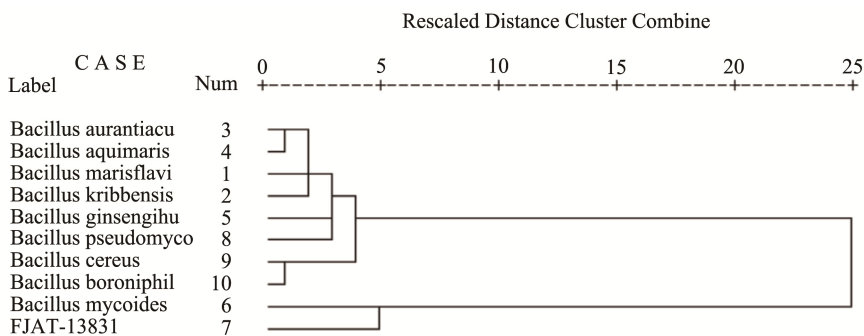 Rescaled Distance Cluster Combine
C A S E
Label Num
0 5 10 15 20 25
Bacillus aurantiacu 3
Bacillus aquimaris 4
Bacillus marisflavi 1
Bacillus kribbensis 2
Bacillus ginsengihu 5
Bacillus pseudomyco 8
Bacillus cereus 9
Bacillus boroniphil 10
Bacillus mycoides 6
FJAT-13831 7